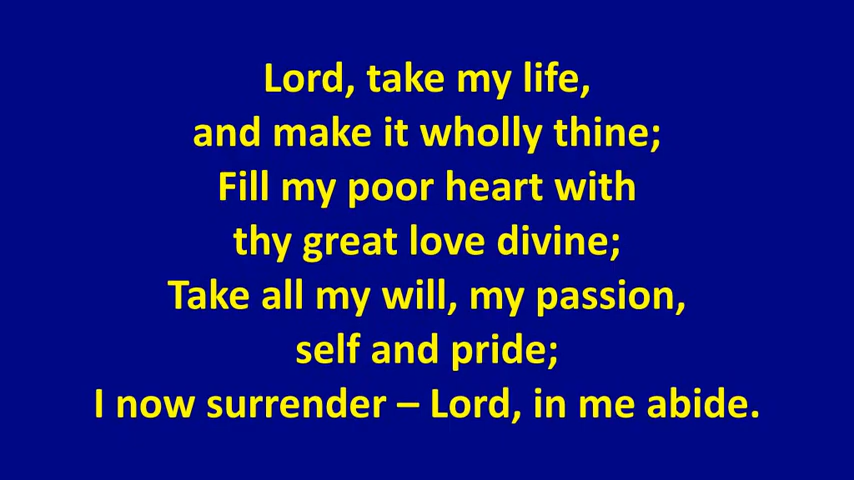 Lord, take my life,
and make it wholly thine;
Fill my poor heart with
thy great love divine;
Take all my will, my passion,
self and pride;
I now surrender – Lord, in me abide.